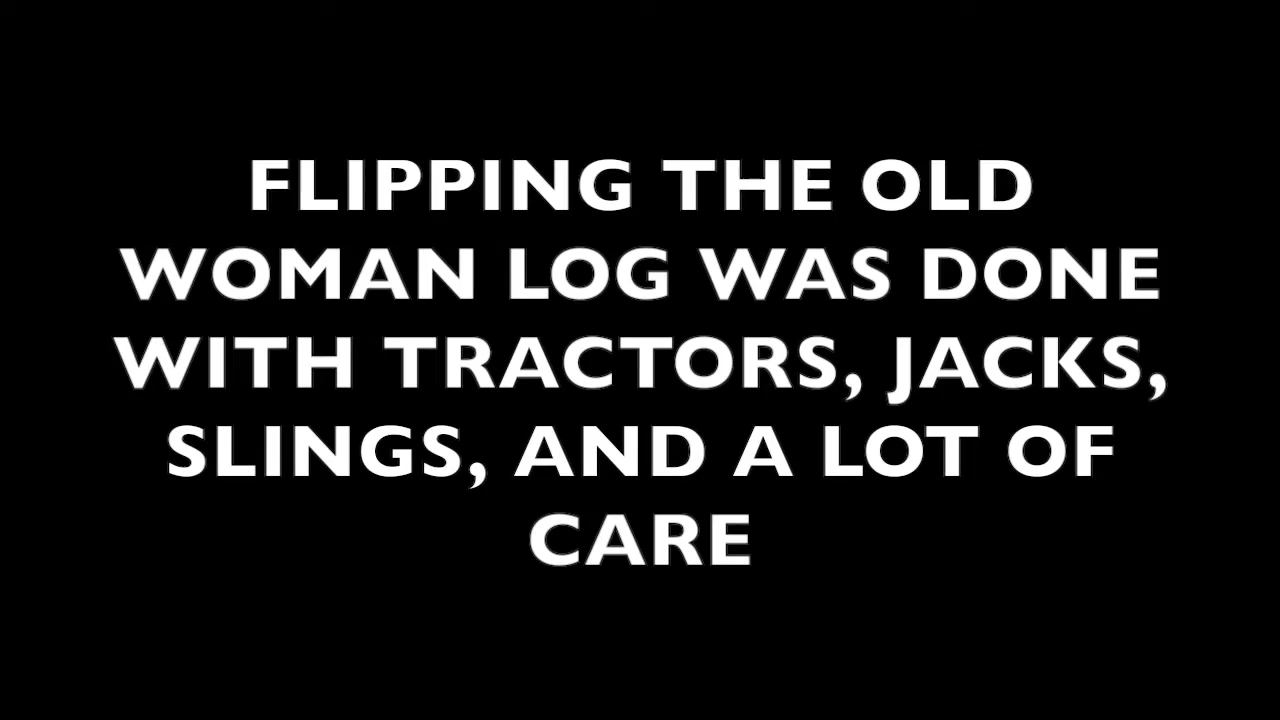 FLIPPING THE OLD
WOMAN LOG WAS DONE
WITH TRACTORS, JACKS,
SLINGS, AND A LOT OF
CARE